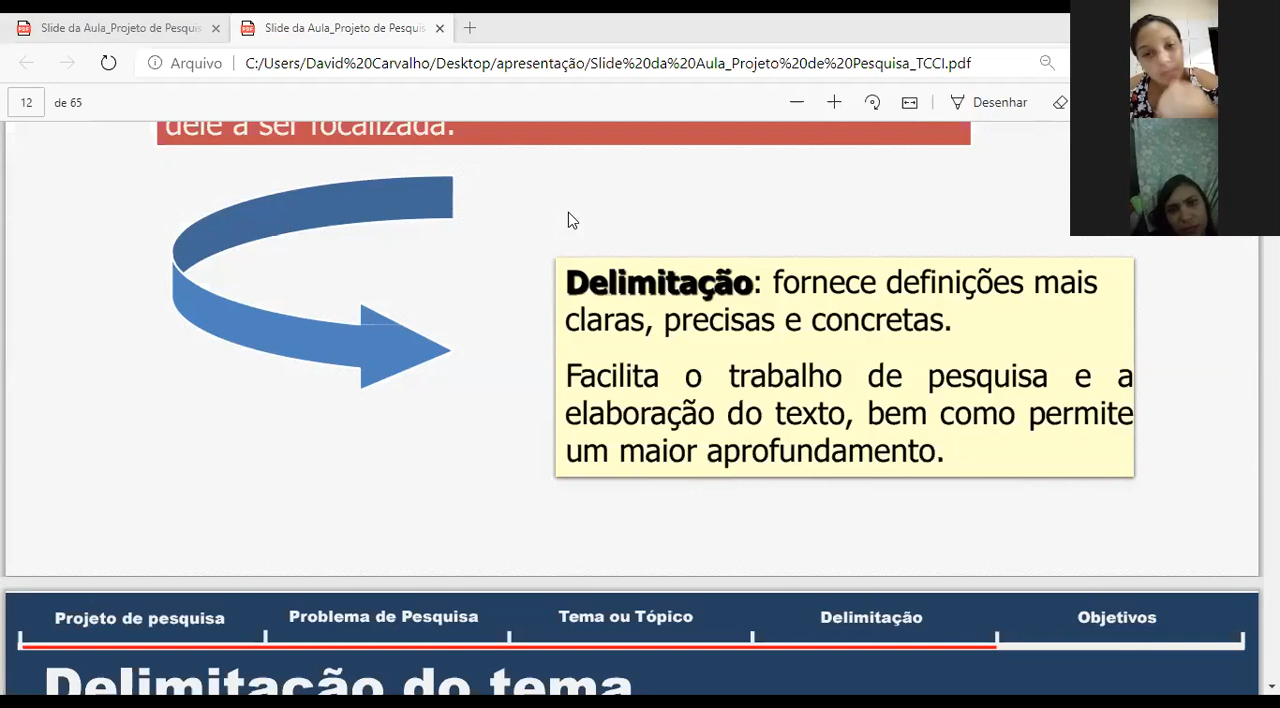 Slide da Aula_Projeto de Pesquis
Slide da Aula_Projeto de Pesquis
Arquivo
C:/Users/David%20Carvalho/Desktop/apresentação/Slide%20da%20Aula_Projeto%20de%20Pesquisa_TCCI.pdf
12 de 65
Desenhar
dele a ser focalizada.
Delimitação: fornece definições mais
claras, precisas e concretas.
Facilita o trabalho de pesquisa e a
elaboração do texto, bem como permite
um maior aprofundamento.
Projeto de pesquisa
Problema de Pesquisa
Tema ou Tópico
Delimitação
Objetivos
Delimitação do tema